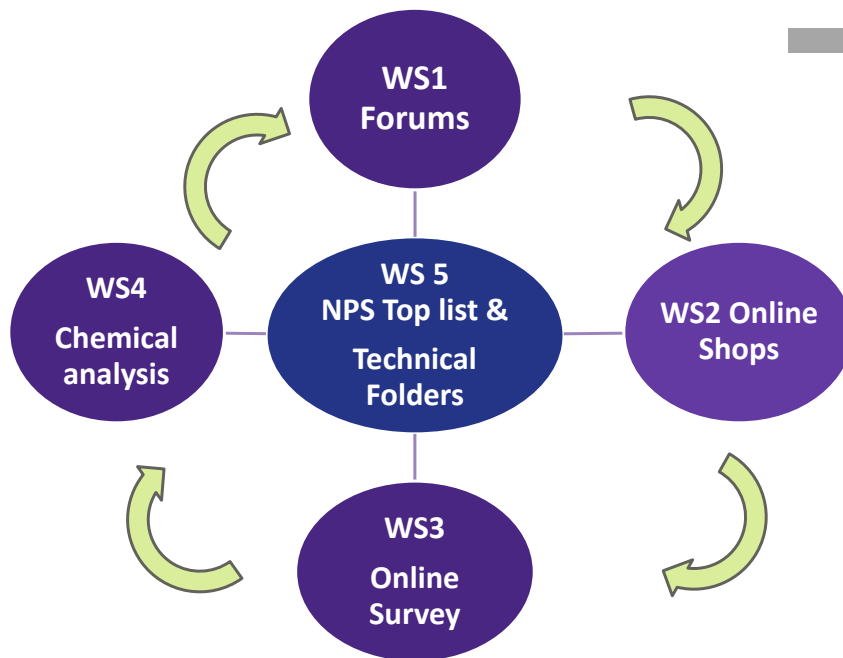 WS1
Forums
WS4
Chemical
analysis
WS 5
NPS Top list &
Technical
Folders
WS2 Online
Shops
WS3
Online
Survey